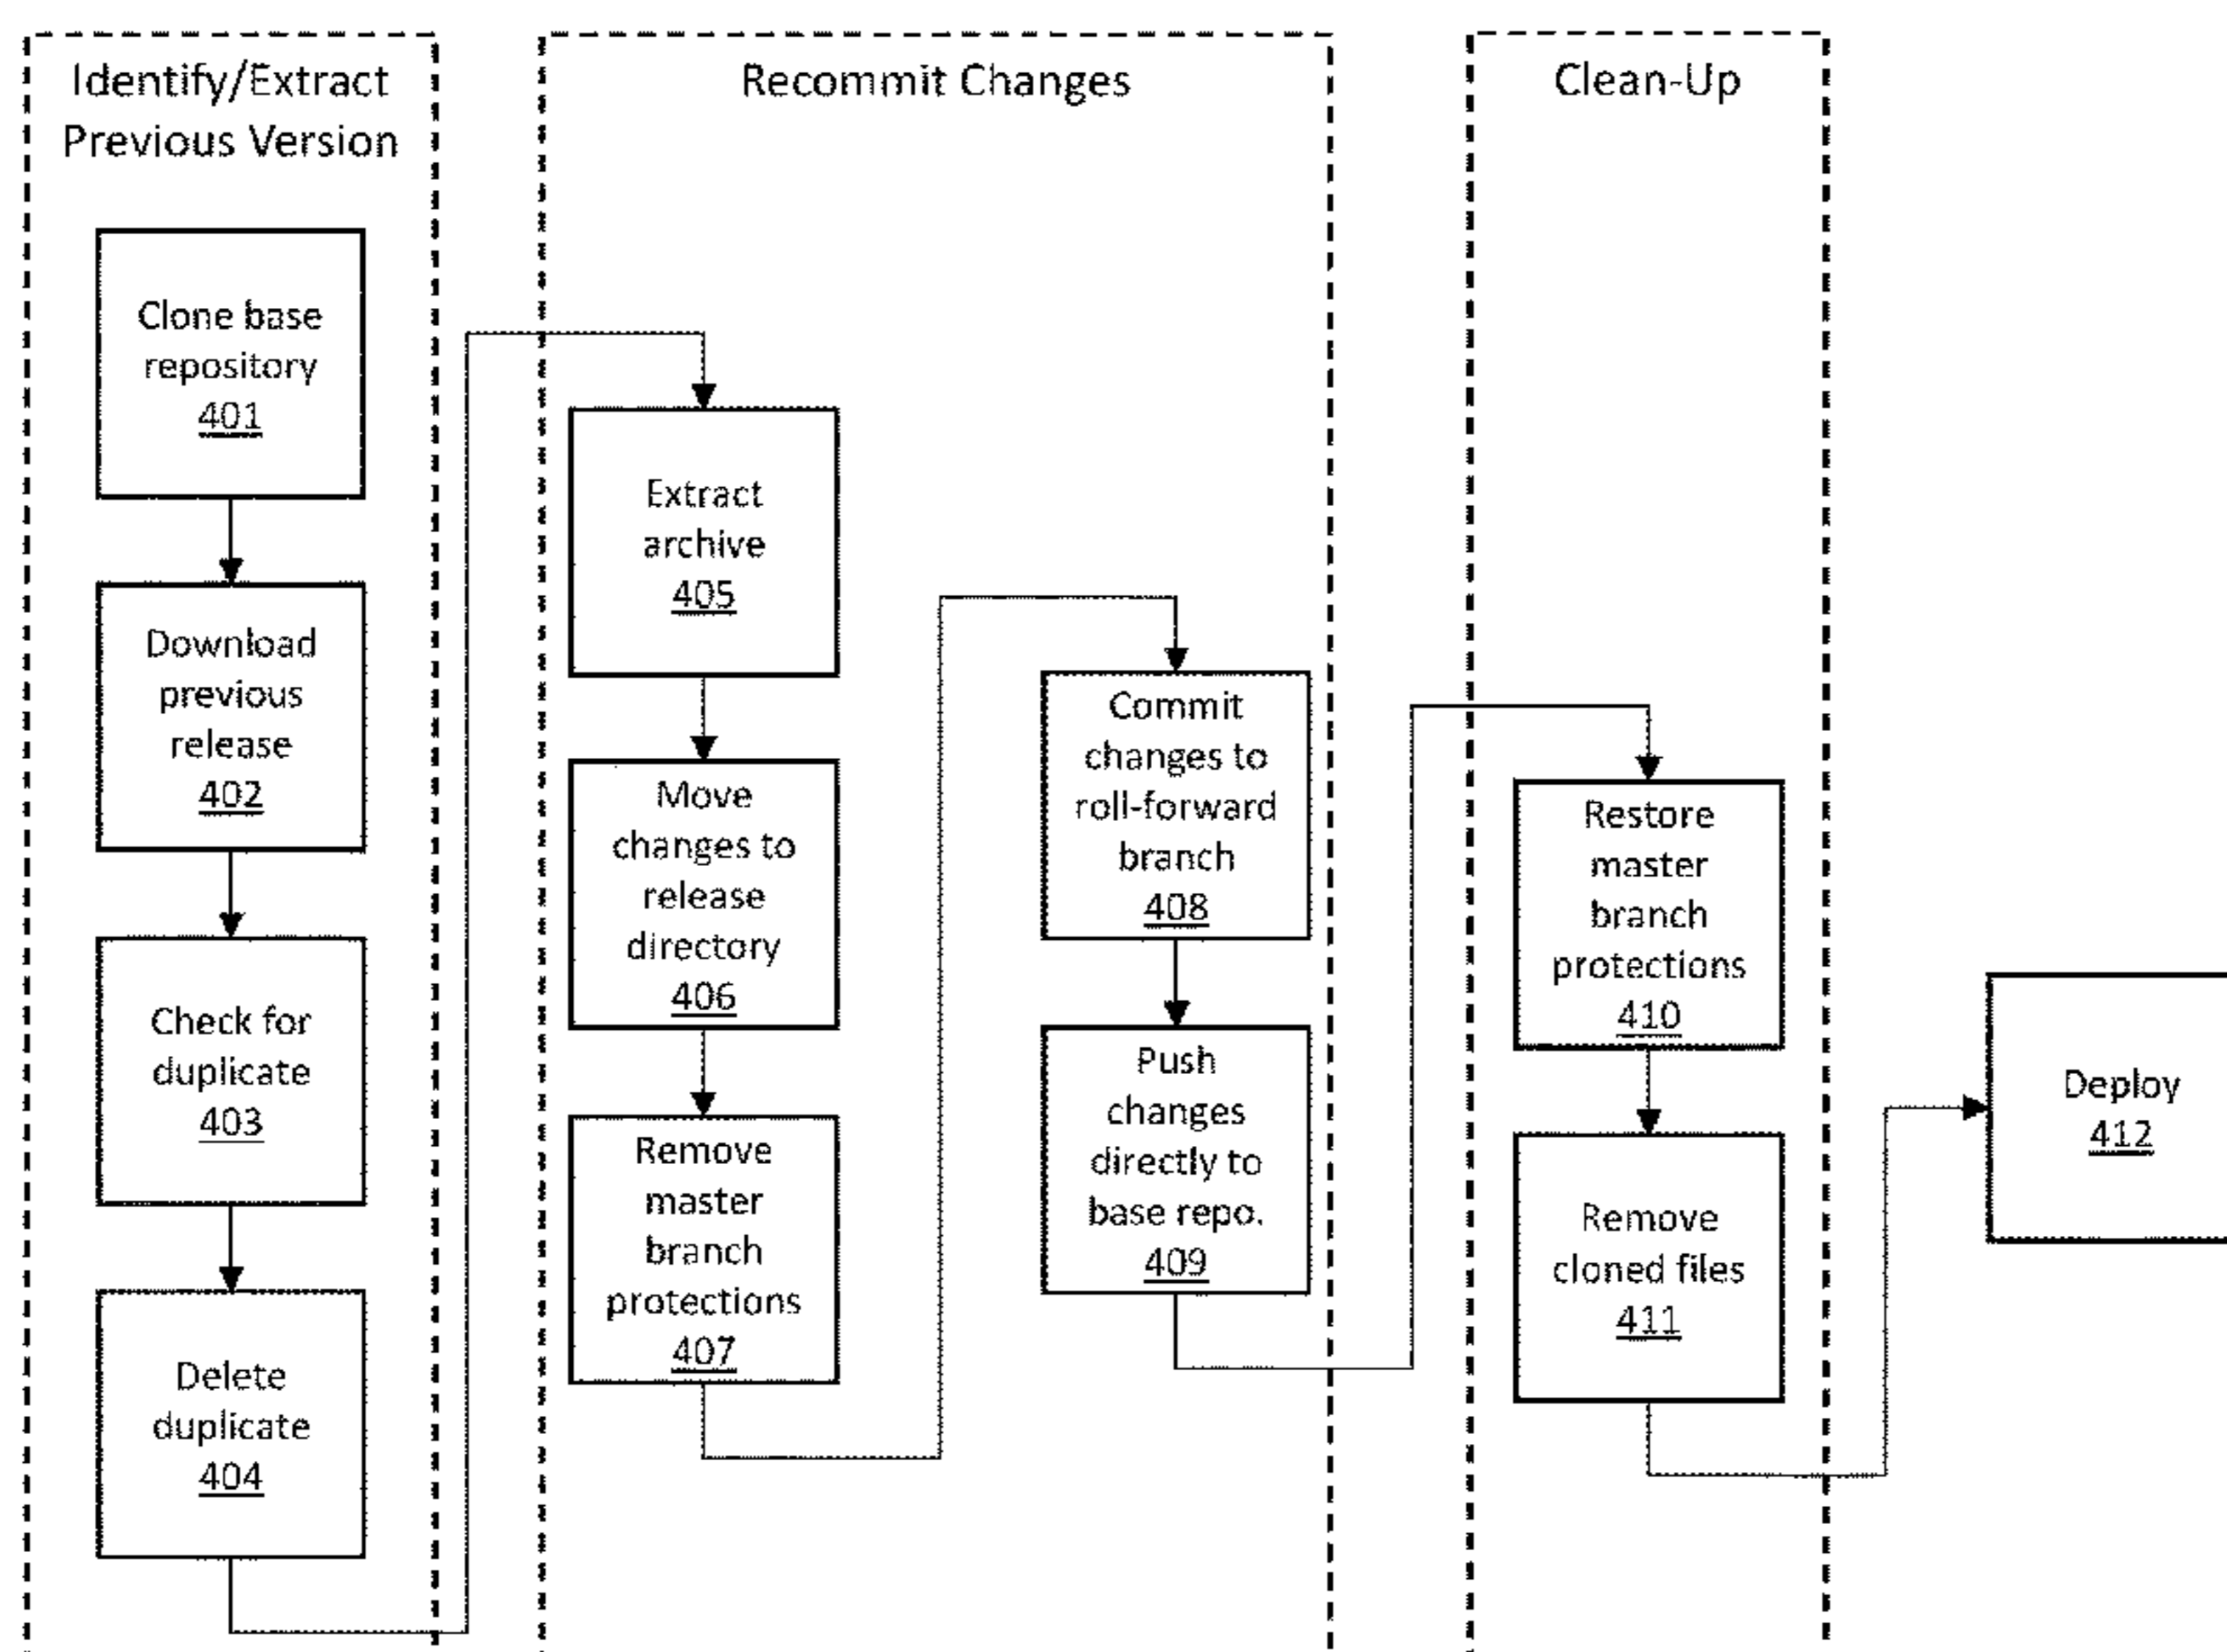 Identify/Extract
Previous Version
Clone base
repository
401
Download
previous
release
402
Check for
duplicate
403
Delete
duplicate
404
Recommit Changes
Extract
archive
405
Move
changes to
release
directory
406
Remove
master
branch
protections
407
Commit
changes to
roll-forward
branch
408
Push
changes
directly to
base repo.
409
Clean-Up
Restore
master
branch
protections
410
Remove
cloned files
411
Deploy
412